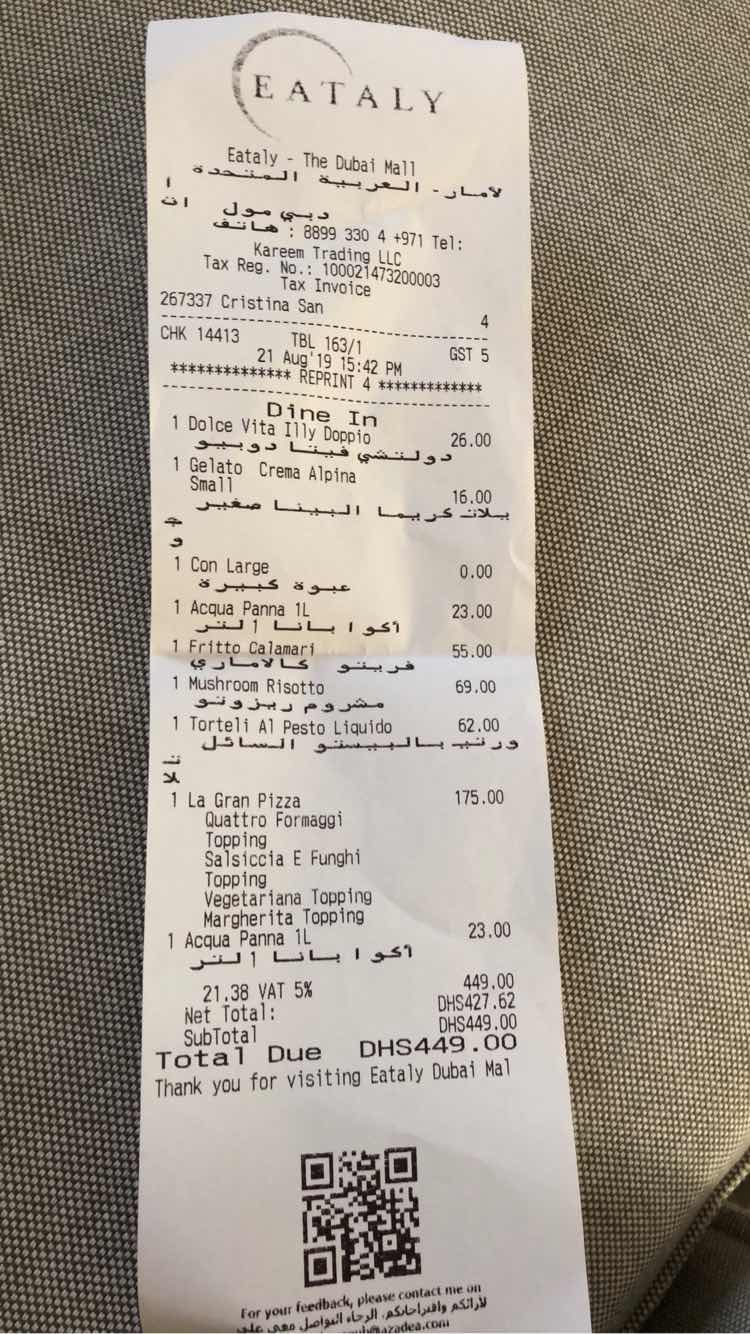 EATALY
Eataly - The Dubai Mall
لامار- العربية المتحدة
ا
دبي مول
ات
هاتف : 8899 330 4 +971 Tel:
Kareem Trading LLC
Tax Reg. No.: 100021473200003
Tax Invoice
267337 Cristina San 4
CHK 14413 TBL 163/1 GST 5
21 Aug'19 15:42 PM
************** REPRINT 4 *************
Dine In
1 Dolce Vita Illy Doppio 26.00
دولتشي فيتا دوبيو
1 Gelato Crema Alpina
Small 16.00
يلات كريما البينا صغير
ج
و
1 Con Large 0.00
عبوة كبيرة
1 Acqua Panna 1L 23.00
أكوا بانا 1لتر
1 Fritto Calamari 55.00
فريتو كالاماري
1 Mushroom Risotto 69.00
مشروم ريزوتو
1 Torteli Al Pesto Liquido 62.00
ورتي بالبيستو السائل
ت
لا
1 La Gran Pizza 175.00
Quattro Formaggi
Topping
Salsiccia E Funghi
Topping
Vegetariana Topping
Margherita Topping
1 Acqua Panna 1L 23.00
أكوا بانا 1لتر
21.38 VAT 5% 449.00
Net Total: DHS427.62
SubTotal DHS449.00
Total Due DHS449.00
Thank you for visiting Eataly Dubai Mal
For your feedback, please contact me on
لآرائكم واقتراحاتكم، الرجاء التواصل معي على
@azadea.com